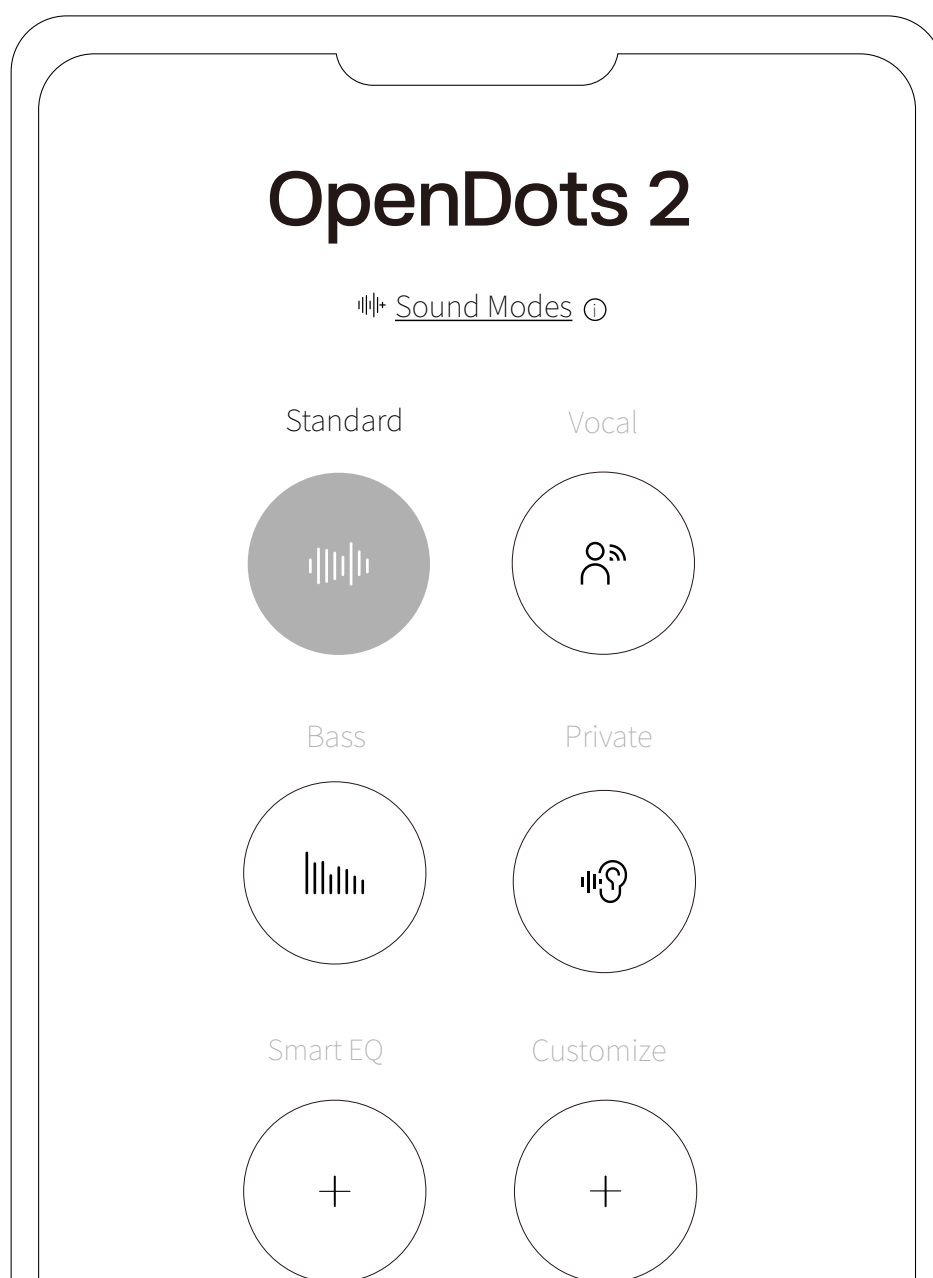 OpenDots 2
Sound Modes
Standard
Vocal
Bass
Private
Smart EQ
Customize